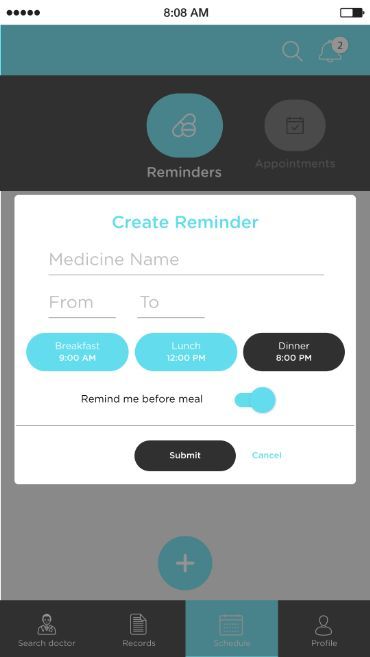 8:08 AM
2
Reminders
Appointments
Create Reminder
Medicine Name
From To
Breakfast Lunch Dinner
9:00 AM 12:00 PM 8:00 PM
Remind me before meal
Submit Cancel
Search doctor Records Schedule Profile